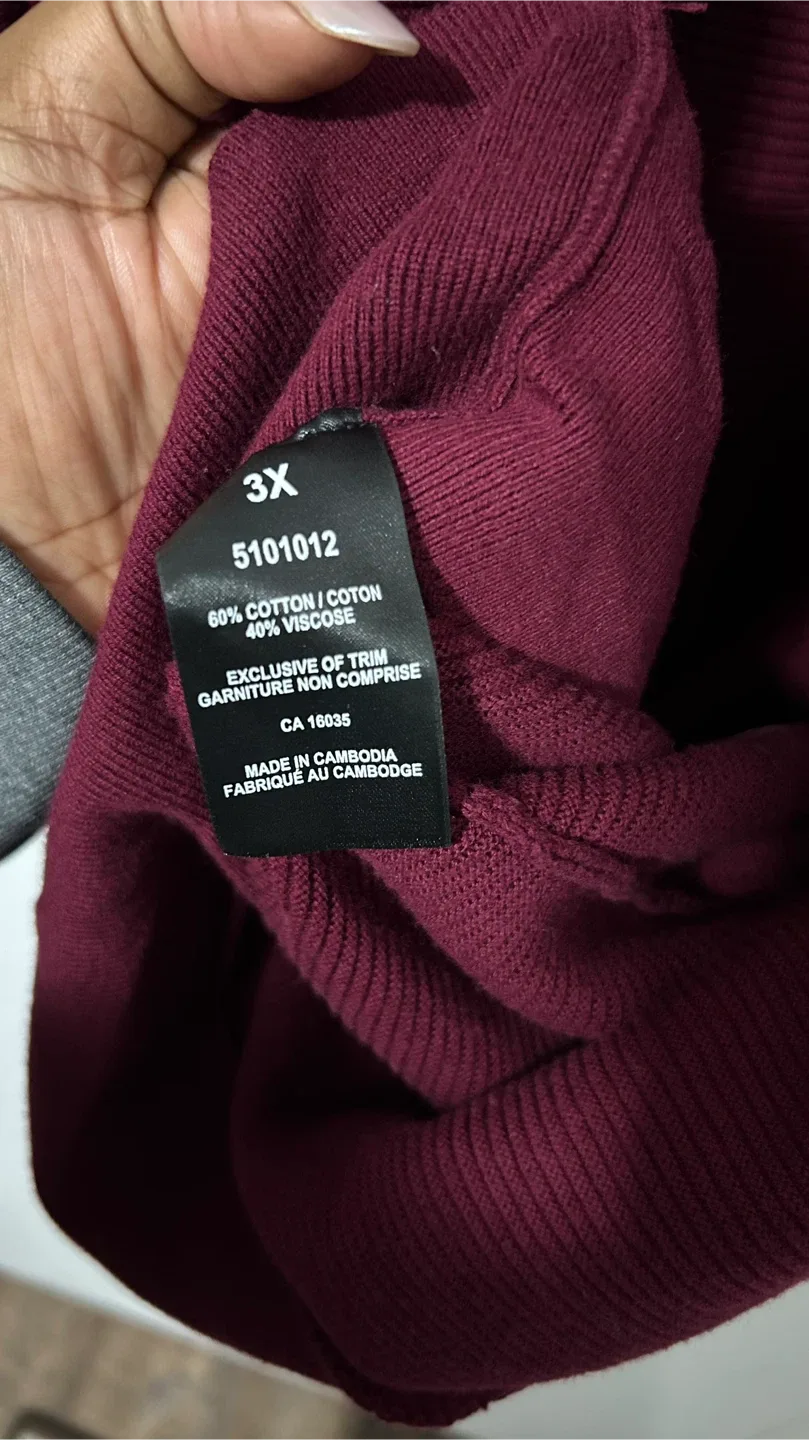 3X
5101012
60% COTTON / COTON
40% VISCOSE
EXCLUSIVE OF TRIM
GARNITURE NON COMPRISE
CA 16035
MADE IN CAMBODIA
FABRIQUÉ AU CAMBODGE